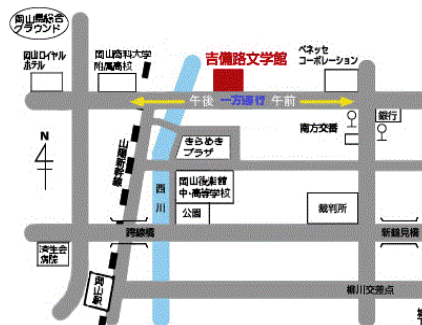 岡山県総合
グラウンド
岡山ロイヤル
ホテル
岡山商科大学
附属高校
吉備路文学館
ベネッセ
コーポレーション
午後 一方通行 午前
銀行
南方交番
N
山陽新幹線
きらめき
プラザ
西川
岡山後楽館
中・高等学校
公園
裁判所
済生会
病院
跨線橋
新鶴見橋
岡山駅
柳川交差点